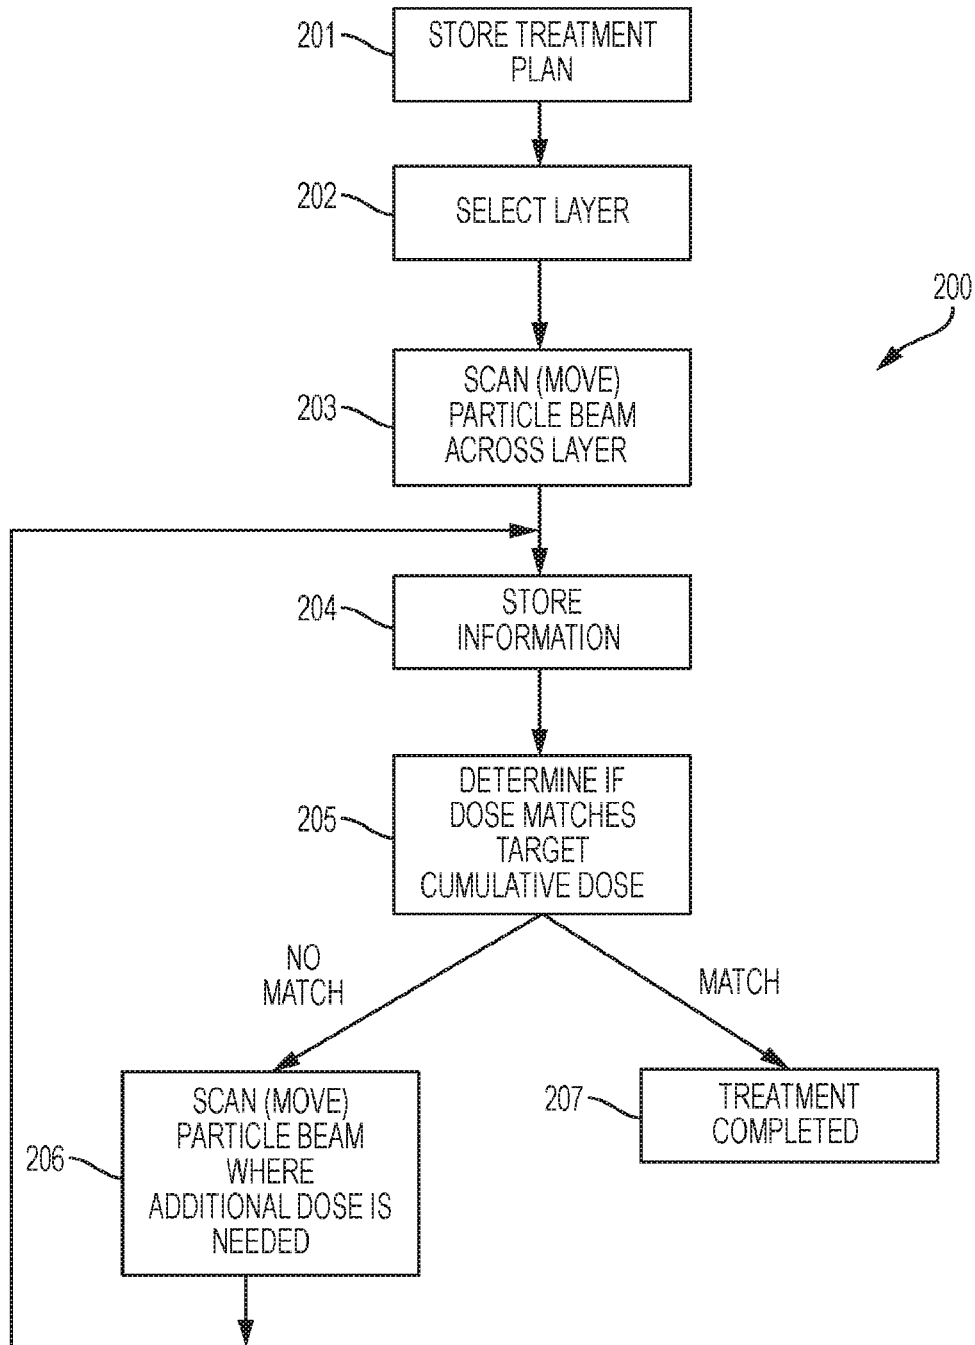 201
STORE TREATMENT
PLAN
202
SELECT LAYER
200
203
SCAN (MOVE)
PARTICLE BEAM
ACROSS LAYER
204
STORE
INFORMATION
205
DETERMINE IF
DOSE MATCHES
TARGET
CUMULATIVE DOSE
NO
MATCH
MATCH
206
SCAN (MOVE)
PARTICLE BEAM
WHERE
ADDITIONAL DOSE IS
NEEDED
207
TREATMENT
COMPLETED